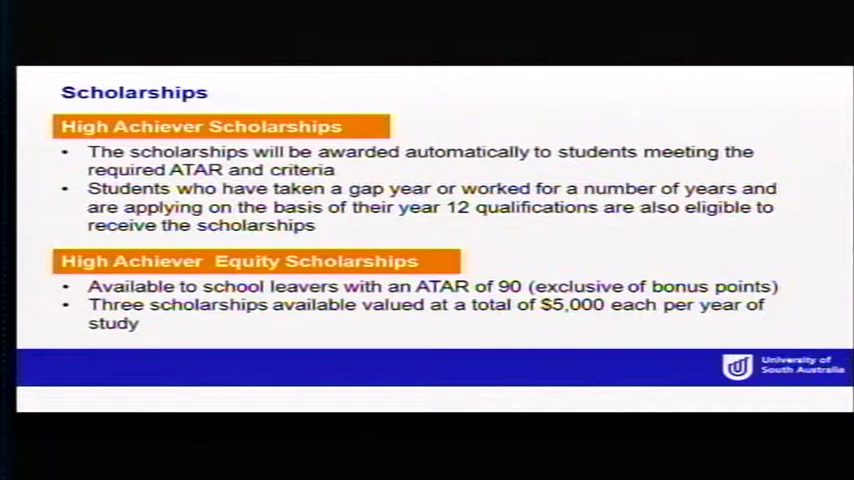 Scholarships
High Achiever Scholarships
• The scholarships will be awarded automatically to students meeting the
required ATAR and criteria
• Students who have taken a gap year or worked for a number of years and
are applying on the basis of their year 12 qualifications are also eligible to
receive the scholarships
High Achiever Equity Scholarships
• Available to school leavers with an ATAR of 90 (exclusive of bonus points)
• Three scholarships available valued at a total of $5,000 each per year of
study
University of
South Australia